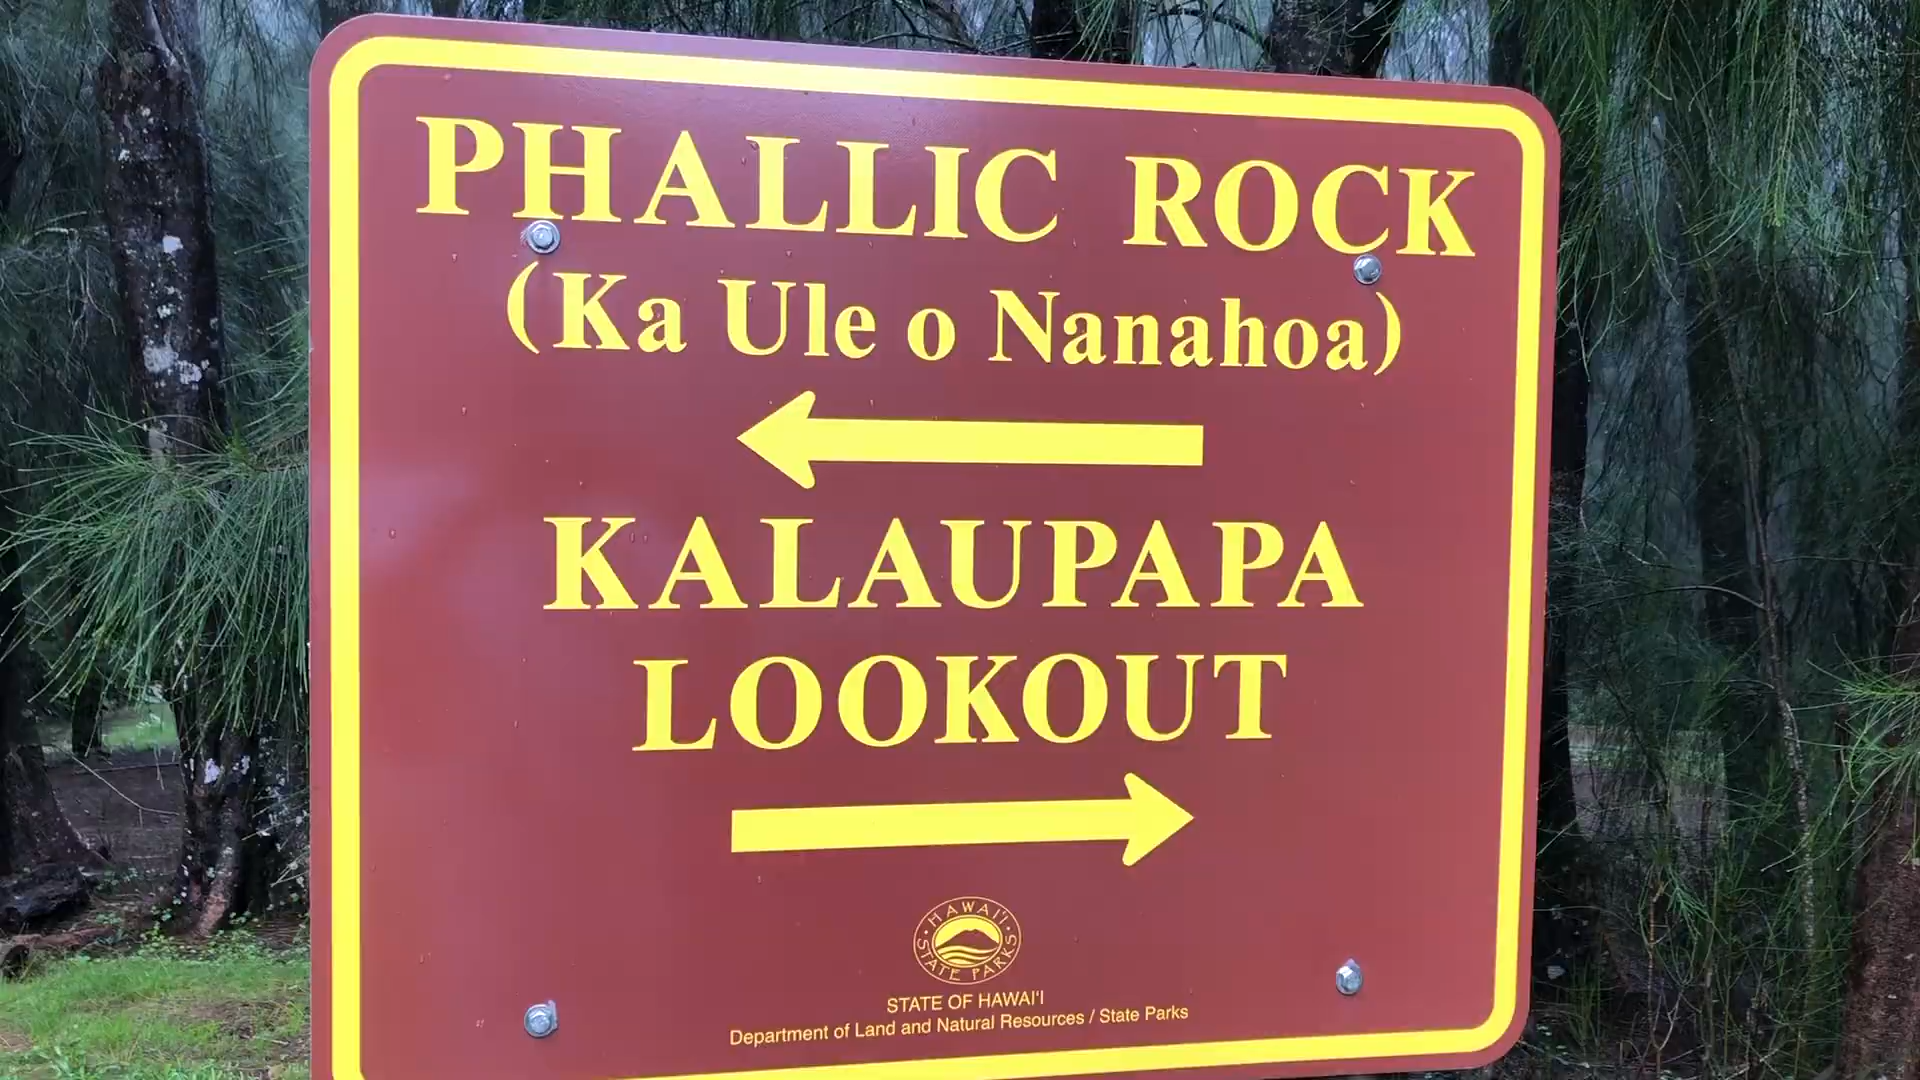 PHALLIC ROCK
(Ka Ule o Nanahoa)
KALAUPAPA
LOOKOUT
HAWAI'I
STATE PARKS
STATE OF HAWAI'I
Department of Land and Natural Resources / State Parks